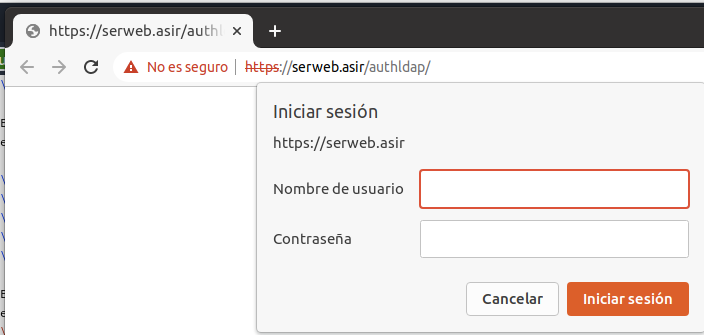 https://serweb.asir/authl
No es seguro
https://serweb.asir/authldap/
Iniciar sesión
https://serweb.asir
Nombre de usuario
Contraseña
Cancelar
Iniciar sesión